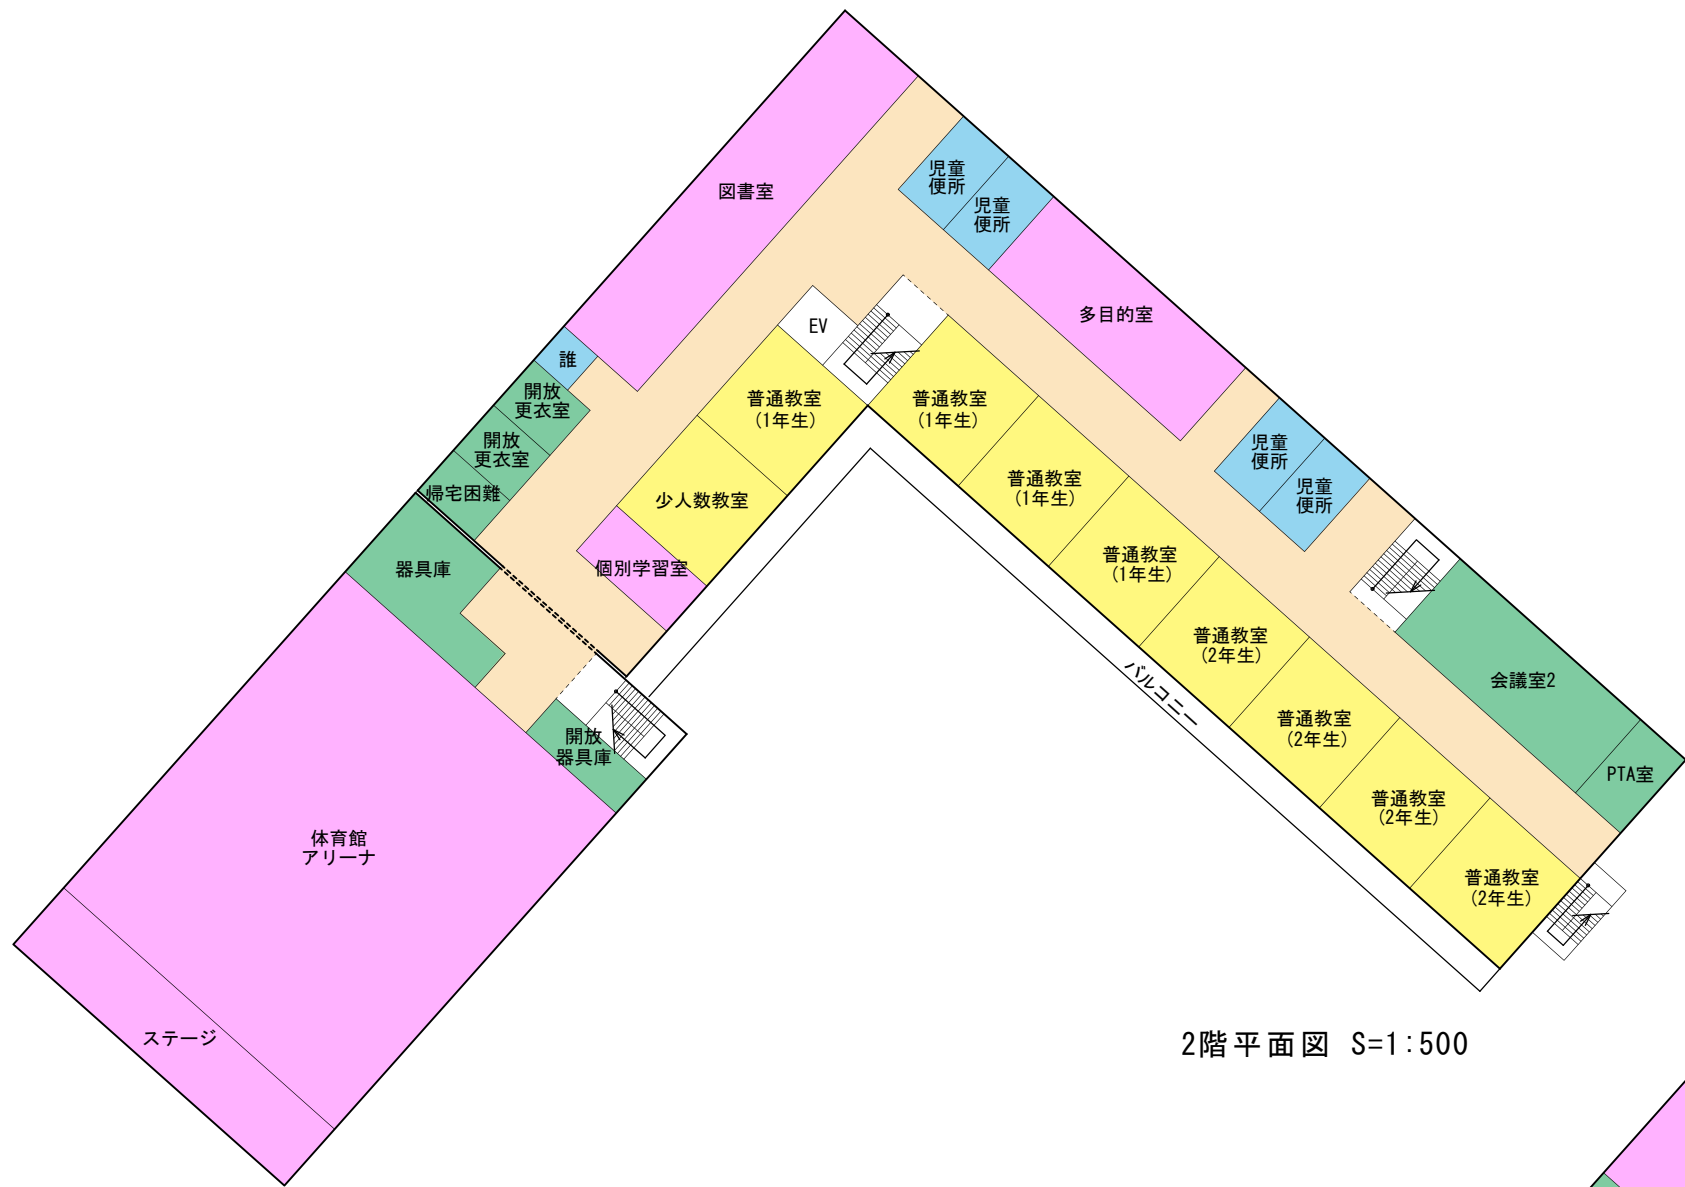 図書室
児童
便所
児童
便所
多目的室
EV
誰
開放
更衣室
開放
更衣室
帰宅困難
普通教室
(1年生)
少人数教室
個別学習室
器具庫
開放
器具庫
体育館
アリーナ
ステージ
普通教室
(1年生)
普通教室
(1年生)
普通教室
(1年生)
普通教室
(2年生)
普通教室
(2年生)
普通教室
(2年生)
普通教室
(2年生)
児童
便所
児童
便所
会議室2
PTA室
バルコニー
2階平面図 S=1:500